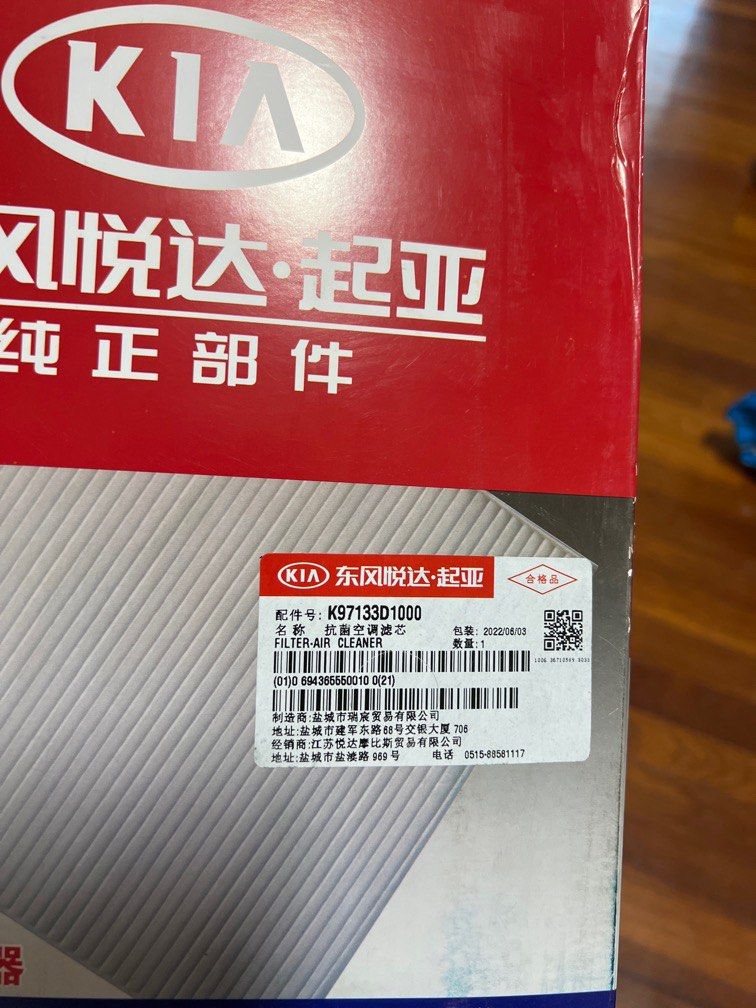 KIA
风悦达·起亚
纯正部件
KIA 东风悦达·起亚
合格品
配件号: K97133D1000
名称 抗菌空调滤芯 包装: 2022/06/03
FILTER-AIR CLEANER 数量: 1
(01)0 694365550010 0(21)
制造商:盐城市瑞宸贸易有限公司
地址:盐城市建军东路68号交银大厦 706
经销商:江苏悦达摩比斯贸易有限公司
地址:盐城市盐渎路 969 号 电话 0515-88581117
器